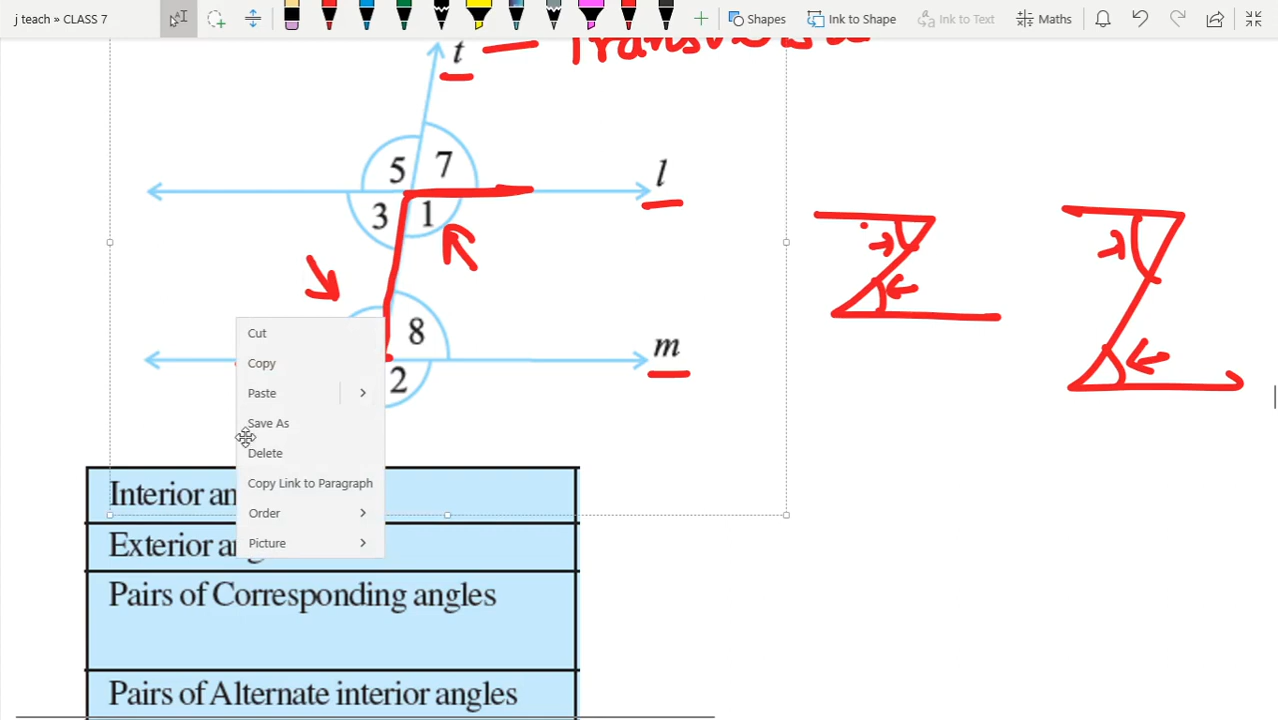 j teach » CLASS 7
Shapes
Ink to Shape
Ink to Text
Maths
t
5 7
l
3 1
8
m
2
Cut
Copy
Paste
Save As
Delete
Copy Link to Paragraph
Order
Picture
Interior an
Exterior ang
Pairs of Corresponding angles
Pairs of Alternate interior angles